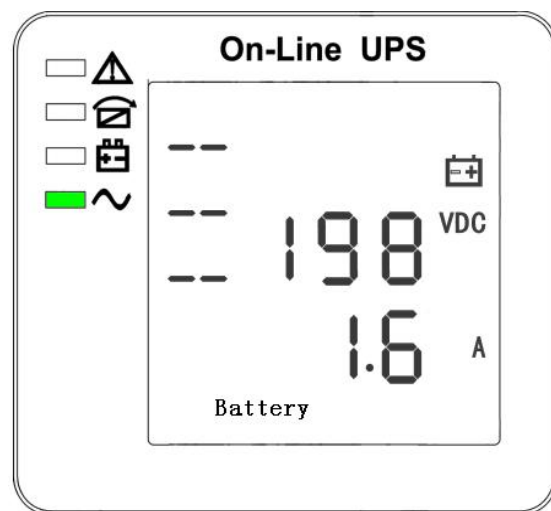 On-Line UPS
-- 
--
VDC
198
--
1.6
A
Battery